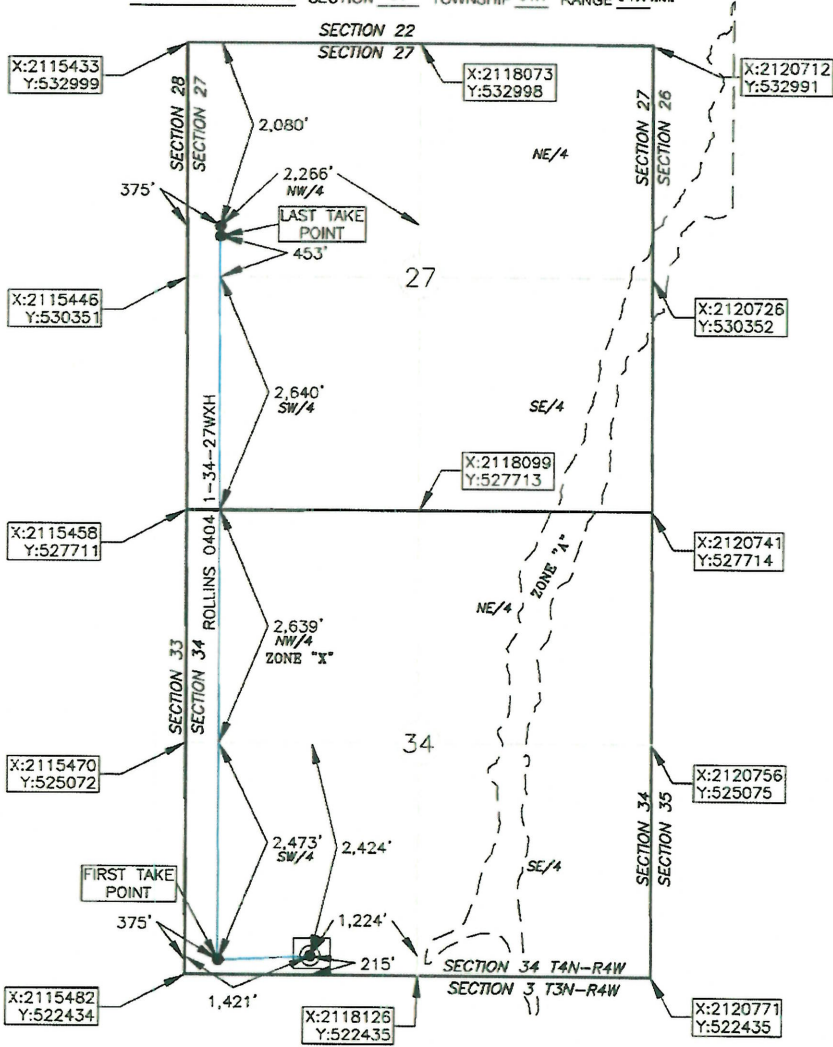 SECTION TOWNSHIP RANGE
SECTION 22
SECTION 27
X:2115433
Y:532999
X:2118073
Y:532998
X:2120712
Y:532991
SECTION 28
SECTION 27
SECTION 27
SECTION 26
2,080'
NE/4
375'
2,266'
NW/4
LAST TAKE
POINT
453'
27
X:2115446
Y:530351
X:2120726
Y:530352
2,640'
SW/4
SE/4
ROLLINS 0404 1-34-27WXH
X:2118099
Y:527713
X:2115458
Y:527711
X:2120741
Y:527714
ZONE "A"
NE/4
2,639'
NW/4
ZONE "X"
SECTION 33
SECTION 34
34
X:2115470
Y:525072
X:2120756
Y:525075
2,473'
SW/4
2,424'
SECTION 34
SECTION 35
FIRST TAKE
POINT
SE/4
375'
1,224'
215'
SECTION 34 T4N-R4W
SECTION 3 T3N-R4W
1,421'
X:2115482
Y:522434
X:2118126
Y:522435
X:2120771
Y:522435